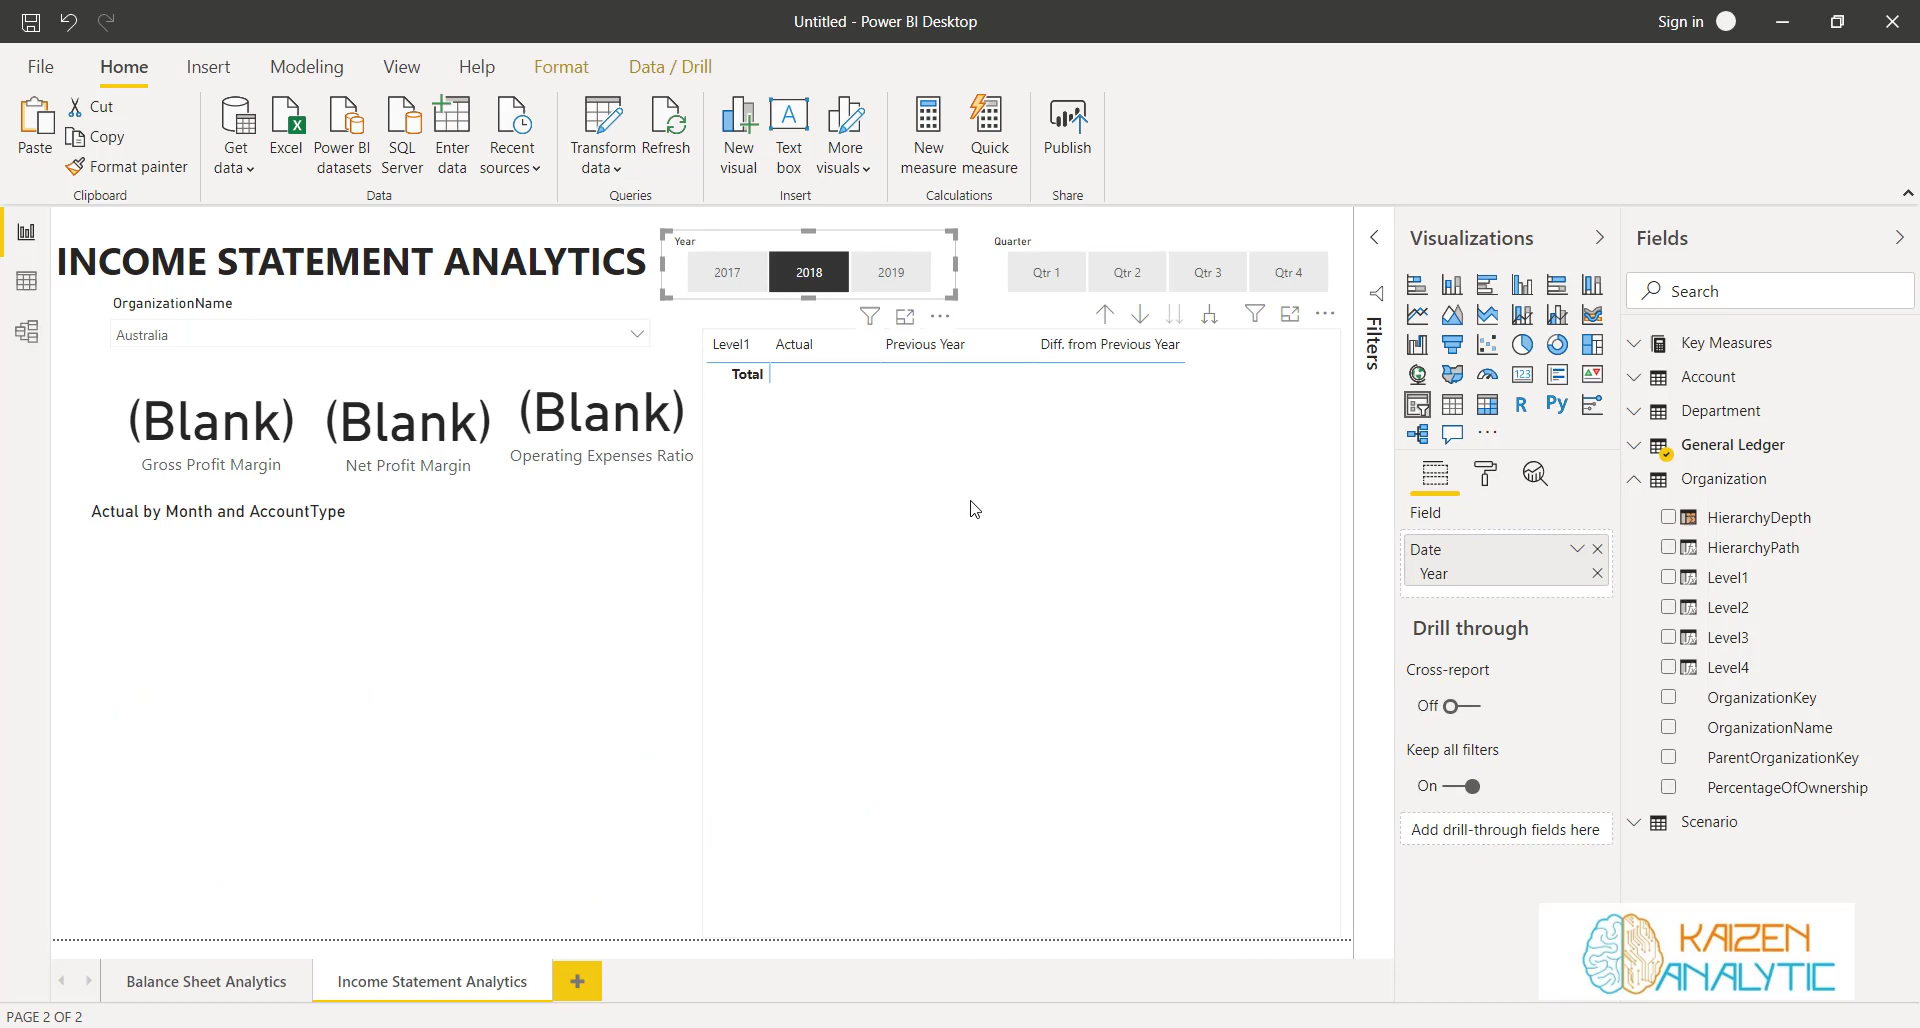 Untitled - Power BI Desktop
Sign in
File
Home
Insert
Modeling
View
Help
Format
Data / Drill
Paste
Cut
Copy
Format painter
Clipboard
Get data
Excel
Power BI datasets
SQL Server
Enter data
Recent sources
Data
Transform data
Refresh
Queries
New visual
Text box
More visuals
Insert
New measure
Quick measure
Calculations
Publish
Share
INCOME STATEMENT ANALYTICS
Year
2017 2018 2019
Quarter
Qtr 1 Qtr 2 Qtr 3 Qtr 4
OrganizationName
Australia
(Blank)
Gross Profit Margin
(Blank)
Net Profit Margin
(Blank)
Operating Expenses Ratio
Actual by Month and AccountType
Level1 Actual Previous Year Diff. from Previous Year
Total
Filters
Visualizations
123
R
Py
Field
Date
Year
Drill through
Cross-report
Off
Keep all filters
On
Add drill-through fields here
Fields
Search
Key Measures
Account
Department
General Ledger
Organization
HierarchyDepth
HierarchyPath
Level1
Level2
Level3
Level4
OrganizationKey
OrganizationName
ParentOrganizationKey
PercentageOfOwnership
Scenario
KAIZEN
ANALYTIC
Balance Sheet Analytics
Income Statement Analytics
PAGE 2 OF 2